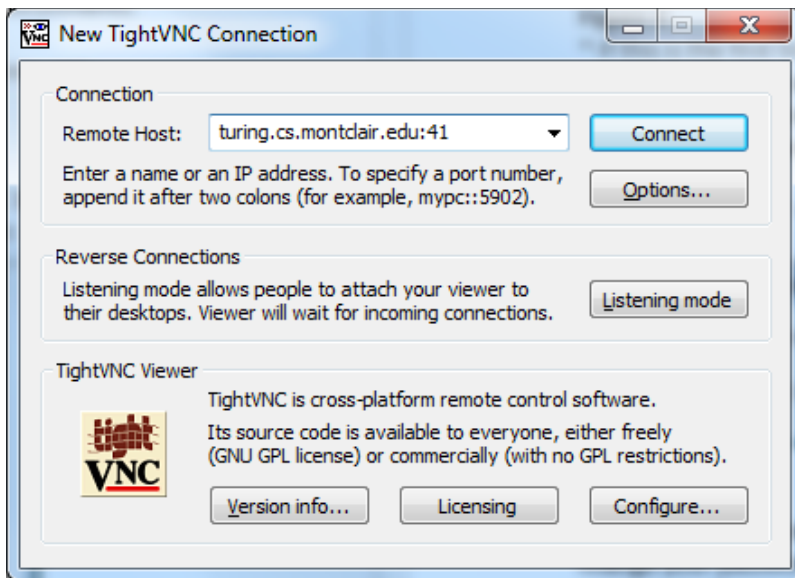 New TightVNC Connection
Connection
Remote Host: turing.cs.montclair.edu:41 Connect
Enter a name or an IP address. To specify a port number,
append it after two colons (for example, mypc::5902).
Options...
Reverse Connections
Listening mode allows people to attach your viewer to
their desktops. Viewer will wait for incoming connections.
Listening mode
TightVNC Viewer
tight
VNC
TightVNC is cross-platform remote control software.
Its source code is available to everyone, either freely
(GNU GPL license) or commercially (with no GPL restrictions).
Version info... Licensing Configure...